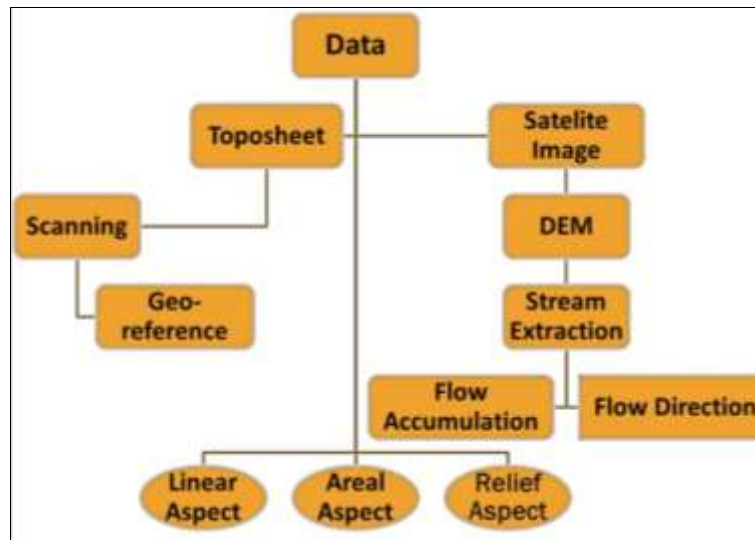 Data
Toposheet
Satelite
Image
Scanning
DEM
Geo-
reference
Stream
Extraction
Flow
Accumulation
Flow Direction
Linear
Aspect
Areal
Aspect
Relief
Aspect